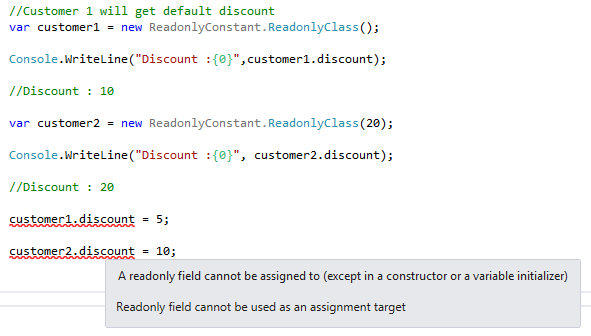 //Customer 1 will get default discount
var customer1 = new ReadonlyConstant.ReadonlyClass();
Console.WriteLine("Discount :{0}",customer1.discount);
//Discount : 10
var customer2 = new ReadonlyConstant.ReadonlyClass(20);
Console.WriteLine("Discount :{0}", customer2.discount);
//Discount : 20
customer1.discount = 5;
customer2.discount = 10;
A readonly field cannot be assigned to (except in a constructor or a variable initializer)
Readonly field cannot be used as an assignment target